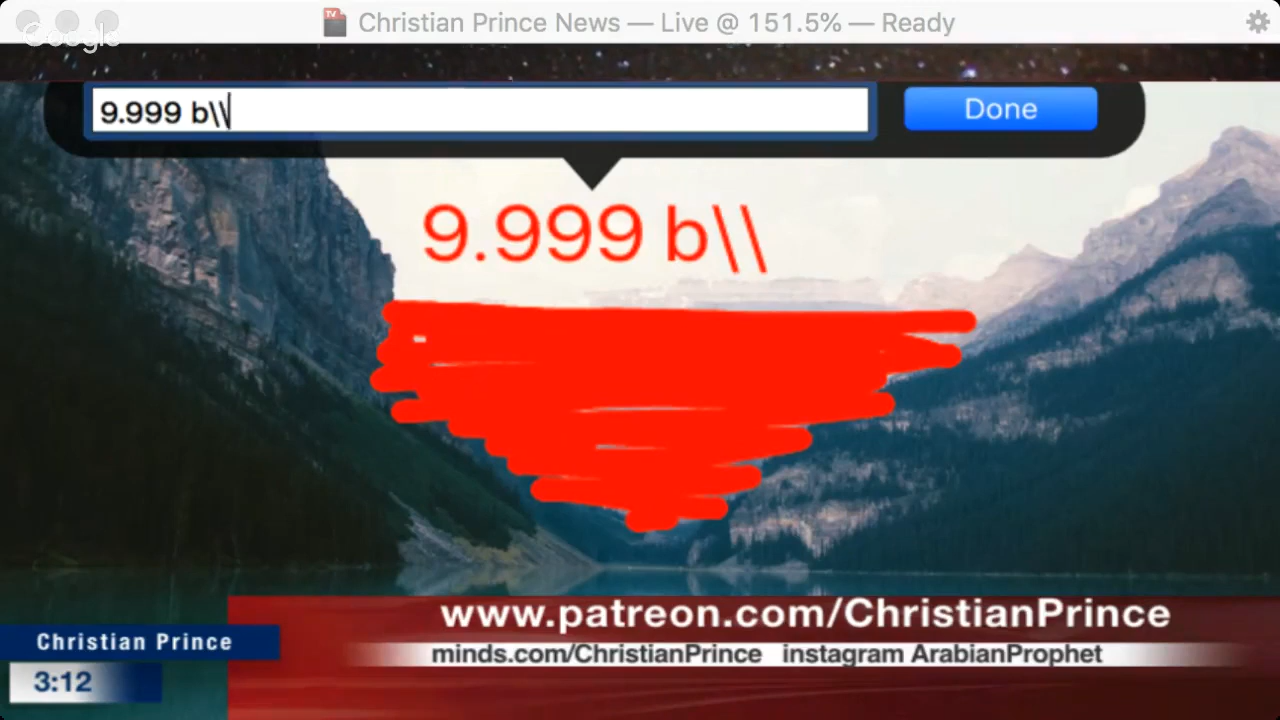 Christian Prince News — Live @ 151.5% — Ready
Google
9.999 b\\
Done
9.999 b\\
www.patreon.com/ChristianPrince
Christian Prince
minds.com/ChristianPrince instagram ArabianProphet
3:12